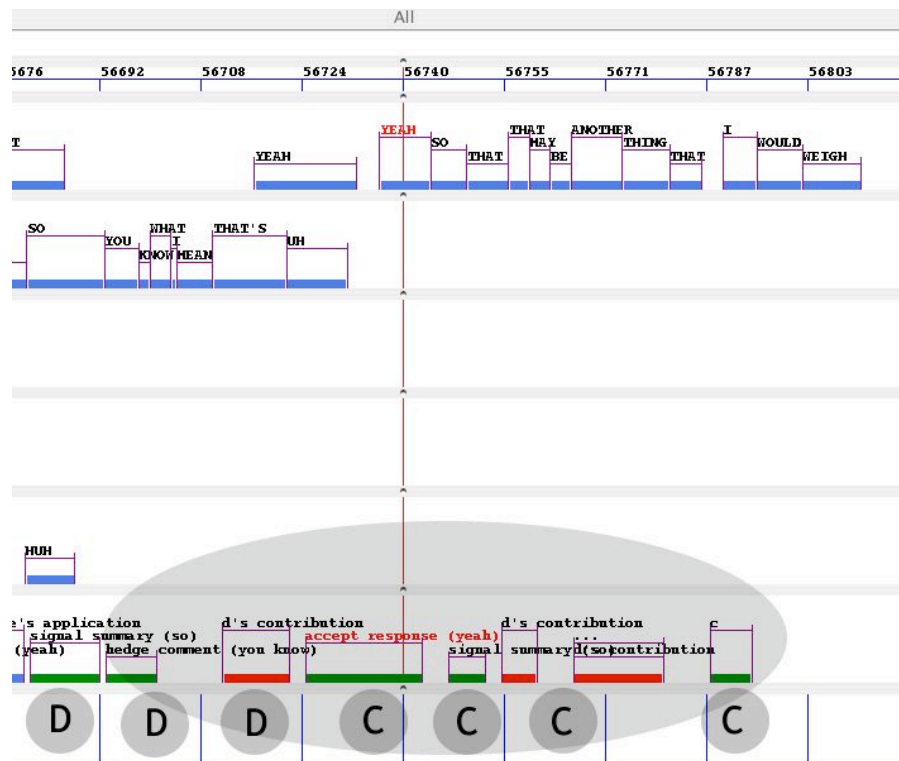 All
5676 56692 56708 56724 56740 56755 56771 56787 56803
YEAH THAT ANOTHER I
T SO MAY THING WOULD
YEAH THAT BE THAT WEIGH
SO WHAT THAT'S
YOU I UH
KNOW MEAN
HUH
e's application d's contribution d's contribution c
signal summary (so) accept response (yeah) ...
(yeah) hedge comment (you know) signal summary (so) contribution
D D D C C C C